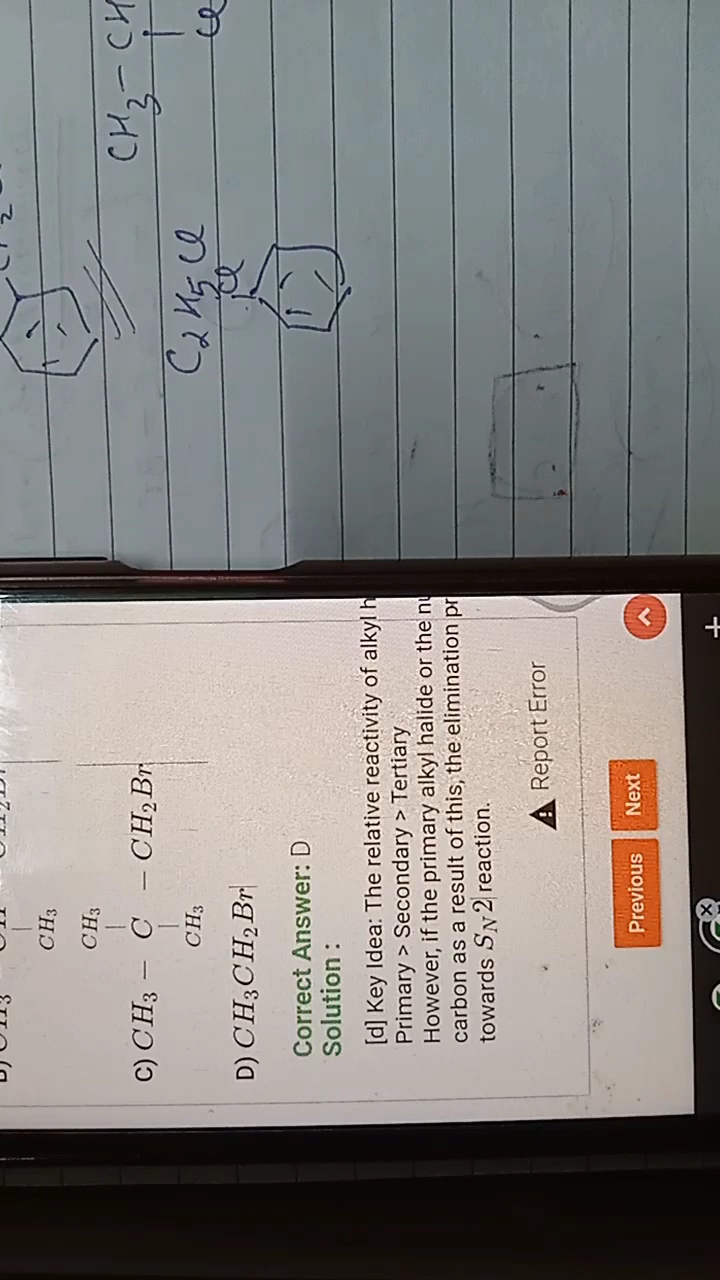 CH3
CH3
C) CH3 – C – CH2Br
CH3
D) CH3CH2Br
Correct Answer: D
Solution :
[d] Key Idea: The relative reactivity of alkyl
Primary > Secondary > Tertiary
However, if the primary alkyl halide or the
carbon as a result of this, the elimination
towards SN2 reaction.
Report Error
Previous Next
CH3 – CH
Cl
C2H5Cl
Cl